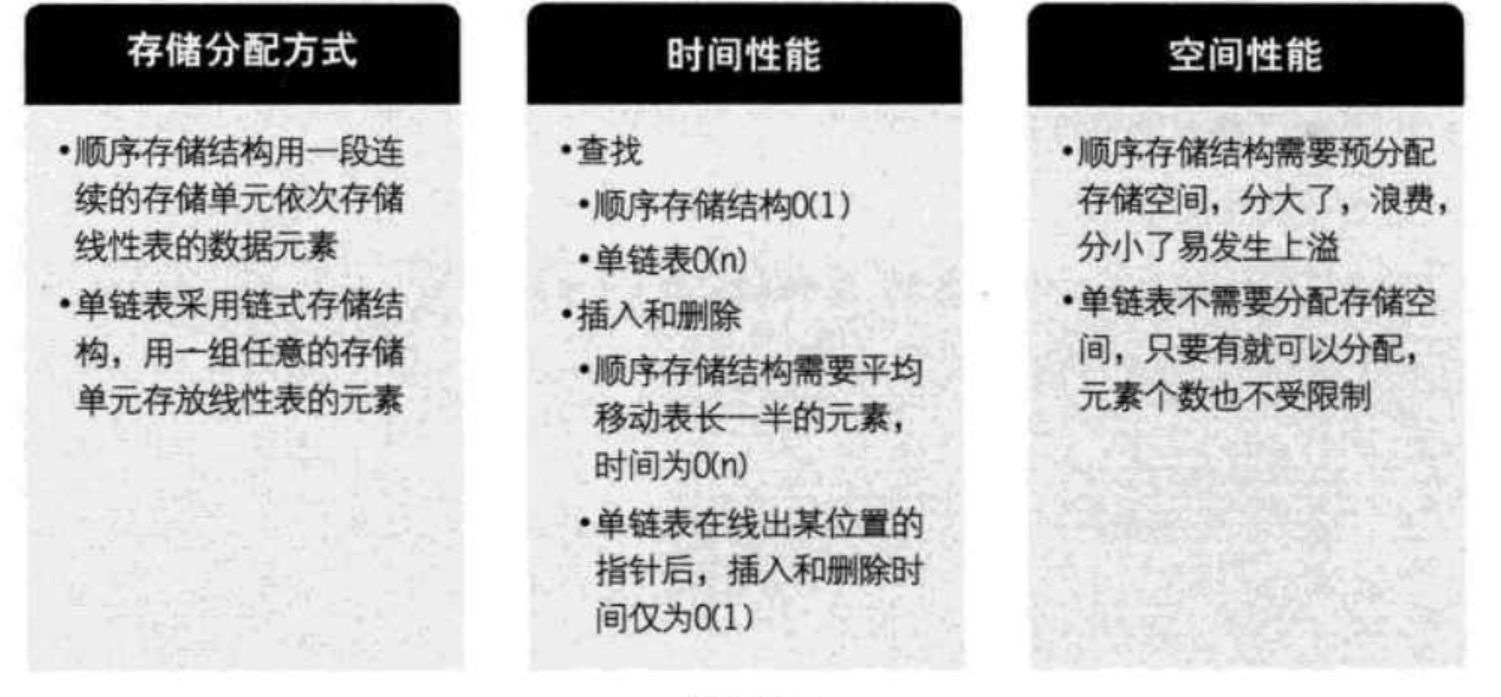 存储分配方式
•顺序存储结构用一段连
续的存储单元依次存储
线性表的数据元素
•单链表采用链式存储结
构，用一组任意的存储
单元存放线性表的元素
时间性能
•查找
•顺序存储结构O(1)
•单链表O(n)
•插入和删除
•顺序存储结构需要平均
移动表长一半的元素，
时间为O(n)
•单链表在线出某位置的
指针后，插入和删除时
间仅为O(1)
空间性能
•顺序存储结构需要预分配
存储空间，分大了，浪费，
分小了易发生上溢
•单链表不需要分配存储空
间，只要有就可以分配，
元素个数也不受限制